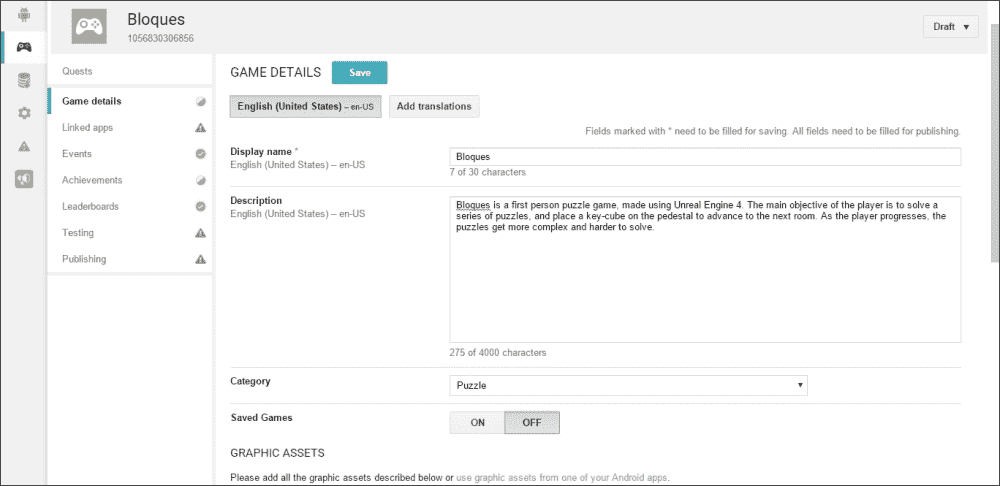 Bloques
1056830306856
Draft
Quests
Game details
Linked apps
Events
Achievements
Leaderboards
Testing
Publishing
GAME DETAILS
Save
English (United States) – en-US
Add translations
Fields marked with * need to be filled for saving. All fields need to be filled for publishing.
Display name *
English (United States) – en-US
Bloques
7 of 30 characters
Description
English (United States) – en-US
Bloques is a first person puzzle game, made using Unreal Engine 4. The main objective of the player is to solve a
series of puzzles, and place a key-cube on the pedestal to advance to the next room. As the player progresses, the
puzzles get more complex and harder to solve.
275 of 4000 characters
Category
Puzzle
Saved Games
ON
OFF
GRAPHIC ASSETS
Please add all the graphic assets described below or use graphic assets from one of your Android apps.